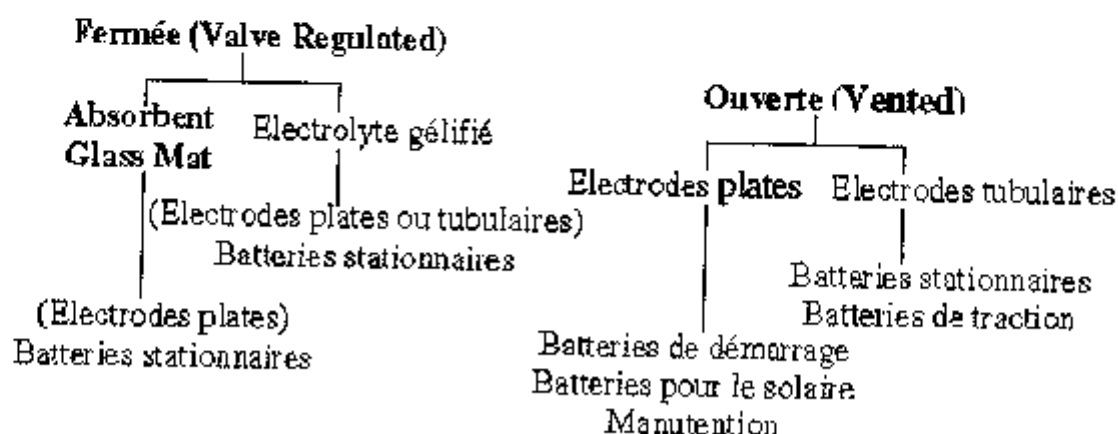 Fermée (Valve Regulated)
Absorbent
Glass Mat
Electrolyte gélifié
(Electrodes plates ou tubulaires)
Batteries stationnaires
(Electrodes plates)
Batteries stationnaires
Ouverte (Vented)
Electrodes plates
Electrodes tubulaires
Batteries stationnaires
Batteries de traction
Batteries de démarrage
Batteries pour le solaire
Manutention